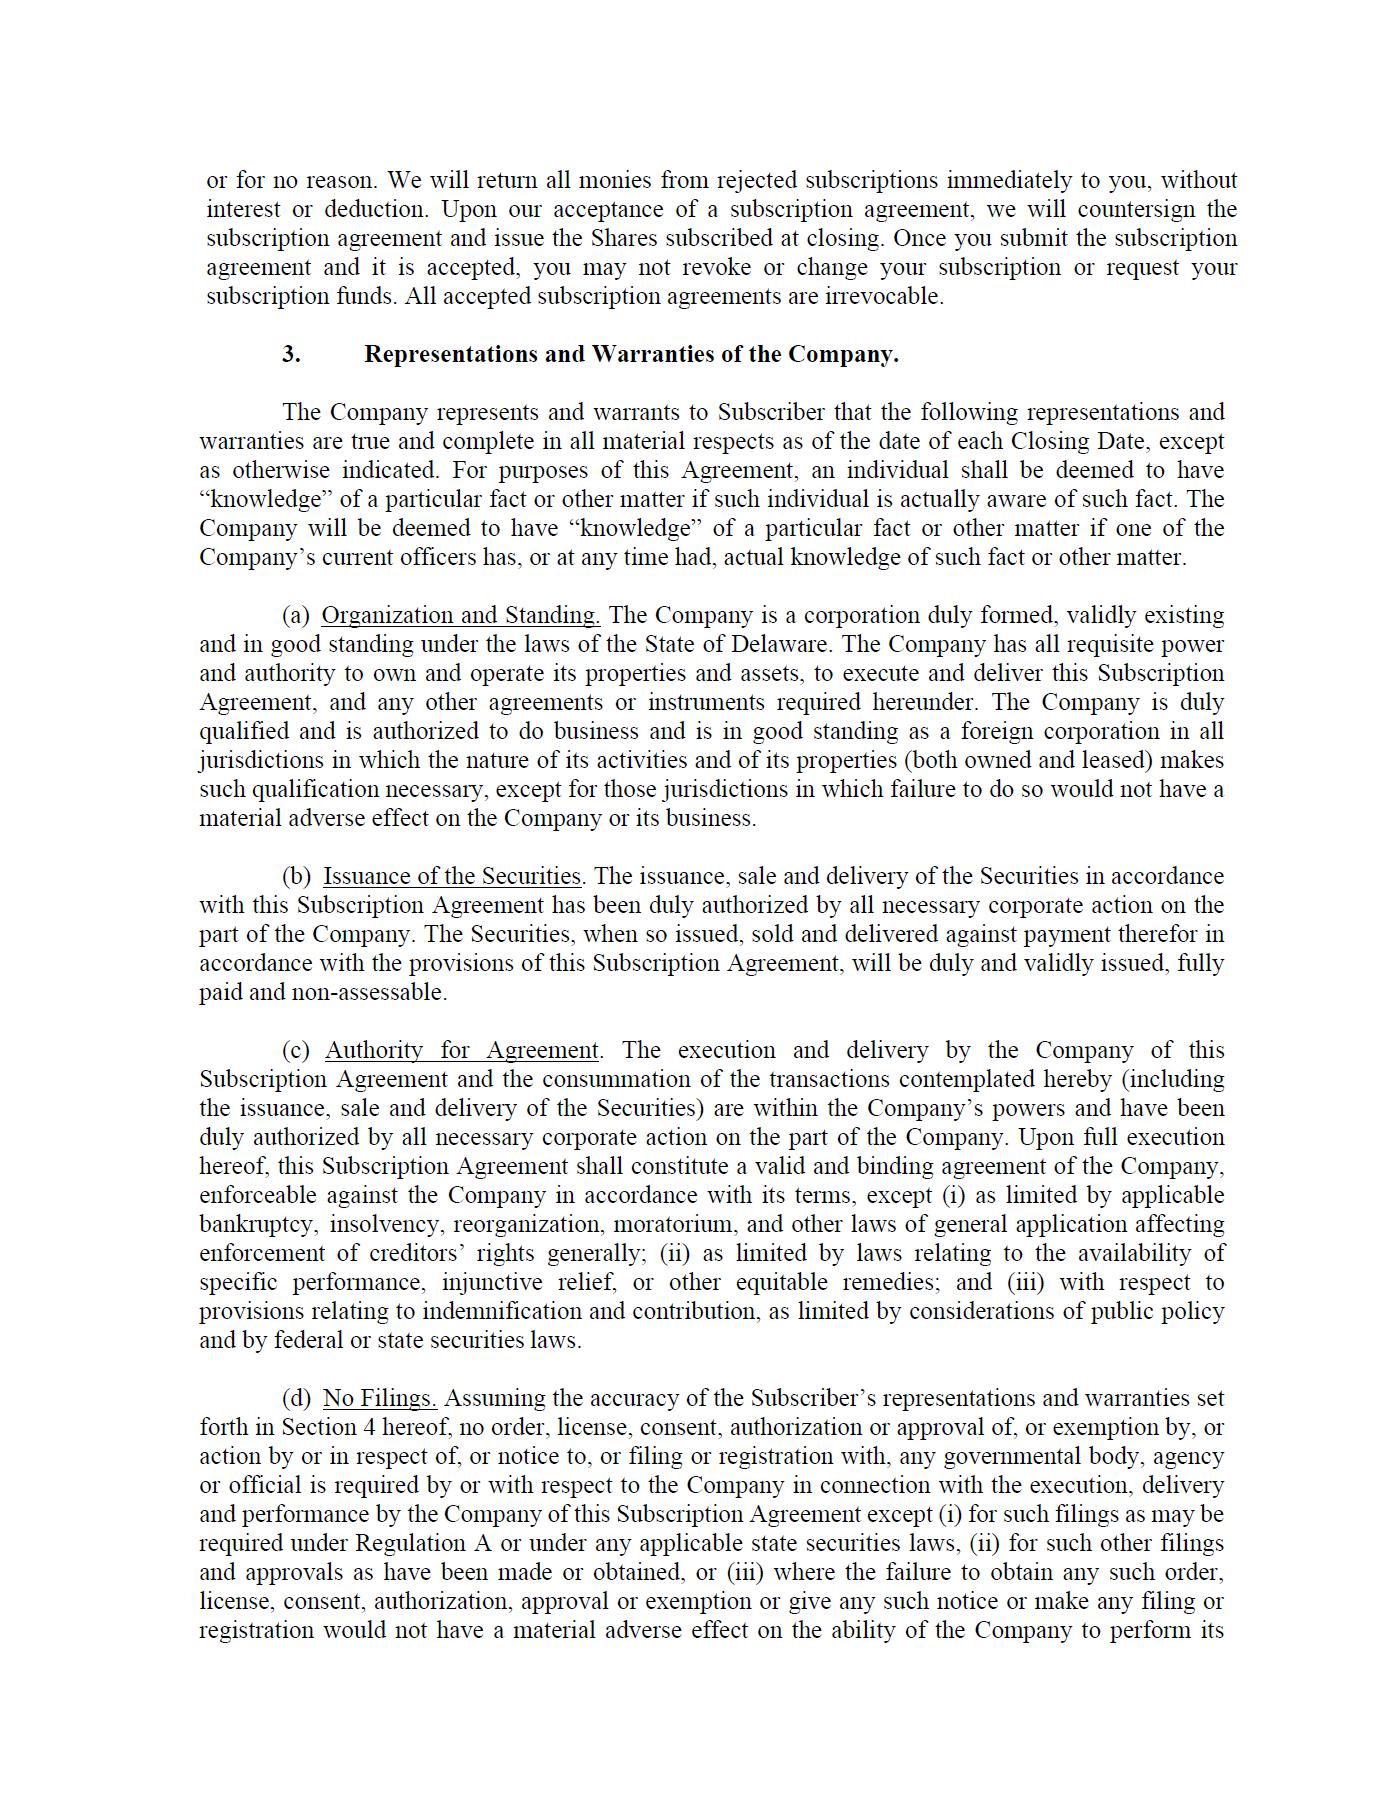 or for no reason. We will return all monies from rejected subscriptions immediately to you, without
interest or deduction. Upon our acceptance of a subscription agreement, we will countersign the
subscription agreement and issue the Shares subscribed at closing. Once you submit the subscription
agreement and it is accepted, you may not revoke or change your subscription or request your
subscription funds. All accepted subscription agreements are irrevocable.
3. Representations and Warranties of the Company.
The Company represents and warrants to Subscriber that the following representations and
warranties are true and complete in all material respects as of the date of each Closing Date, except
as otherwise indicated. For purposes of this Agreement, an individual shall be deemed to have
“knowledge” of a particular fact or other matter if such individual is actually aware of such fact. The
Company will be deemed to have “knowledge” of a particular fact or other matter if one of the
Company’s current officers has, or at any time had, actual knowledge of such fact or other matter.
(a) Organization and Standing. The Company is a corporation duly formed, validly existing
and in good standing under the laws of the State of Delaware. The Company has all requisite power
and authority to own and operate its properties and assets, to execute and deliver this Subscription
Agreement, and any other agreements or instruments required hereunder. The Company is duly
qualified and is authorized to do business and is in good standing as a foreign corporation in all
jurisdictions in which the nature of its activities and of its properties (both owned and leased) makes
such qualification necessary, except for those jurisdictions in which failure to do so would not have a
material adverse effect on the Company or its business.
(b) Issuance of the Securities. The issuance, sale and delivery of the Securities in accordance
with this Subscription Agreement has been duly authorized by all necessary corporate action on the
part of the Company. The Securities, when so issued, sold and delivered against payment therefor in
accordance with the provisions of this Subscription Agreement, will be duly and validly issued, fully
paid and non-assessable.
(c) Authority for Agreement. The execution and delivery by the Company of this
Subscription Agreement and the consummation of the transactions contemplated hereby (including
the issuance, sale and delivery of the Securities) are within the Company’s powers and have been
duly authorized by all necessary corporate action on the part of the Company. Upon full execution
hereof, this Subscription Agreement shall constitute a valid and binding agreement of the Company,
enforceable against the Company in accordance with its terms, except (i) as limited by applicable
bankruptcy, insolvency, reorganization, moratorium, and other laws of general application affecting
enforcement of creditors’ rights generally; (ii) as limited by laws relating to the availability of
specific performance, injunctive relief, or other equitable remedies; and (iii) with respect to
provisions relating to indemnification and contribution, as limited by considerations of public policy
and by federal or state securities laws.
(d) No Filings. Assuming the accuracy of the Subscriber’s representations and warranties set
forth in Section 4 hereof, no order, license, consent, authorization or approval of, or exemption by, or
action by or in respect of, or notice to, or filing or registration with, any governmental body, agency
or official is required by or with respect to the Company in connection with the execution, delivery
and performance by the Company of this Subscription Agreement except (i) for such filings as may be
required under Regulation A or under any applicable state securities laws, (ii) for such other filings
and approvals as have been made or obtained, or (iii) where the failure to obtain any such order,
license, consent, authorization, approval or exemption or give any such notice or make any filing or
registration would not have a material adverse effect on the ability of the Company to perform its